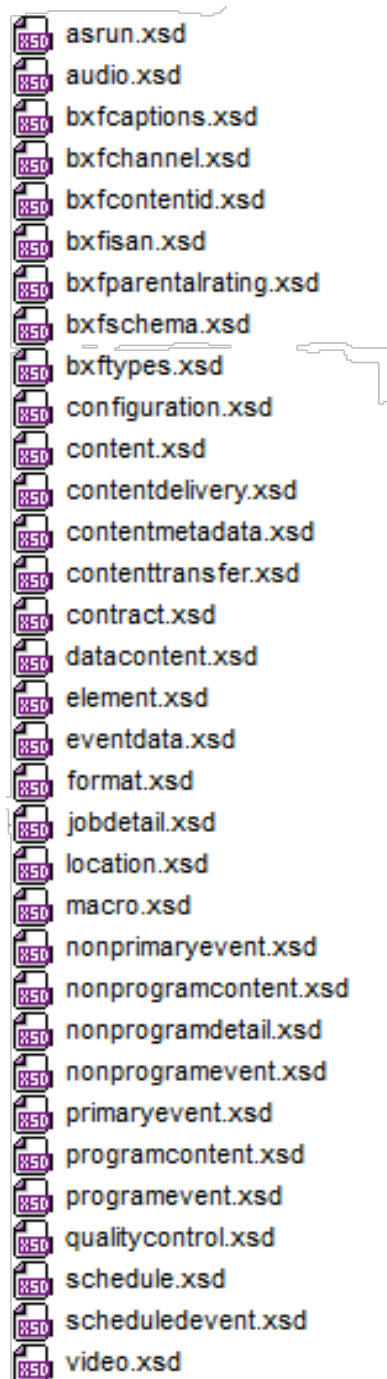 asrun.xsd
audio.xsd
bxfcaptions.xsd
bxfchannel.xsd
bxfcontentid.xsd
bxfisan.xsd
bxfparentalrating.xsd
bxfschema.xsd
bxftypes.xsd
configuration.xsd
content.xsd
contentdelivery.xsd
contentmetadata.xsd
contenttransfer.xsd
contract.xsd
datacontent.xsd
element.xsd
eventdata.xsd
format.xsd
jobdetail.xsd
location.xsd
macro.xsd
nonprimaryevent.xsd
nonprogramcontent.xsd
nonprogramdetail.xsd
nonprogramevent.xsd
primaryevent.xsd
programcontent.xsd
programevent.xsd
qualitycontrol.xsd
schedule.xsd
scheduledevent.xsd
video.xsd